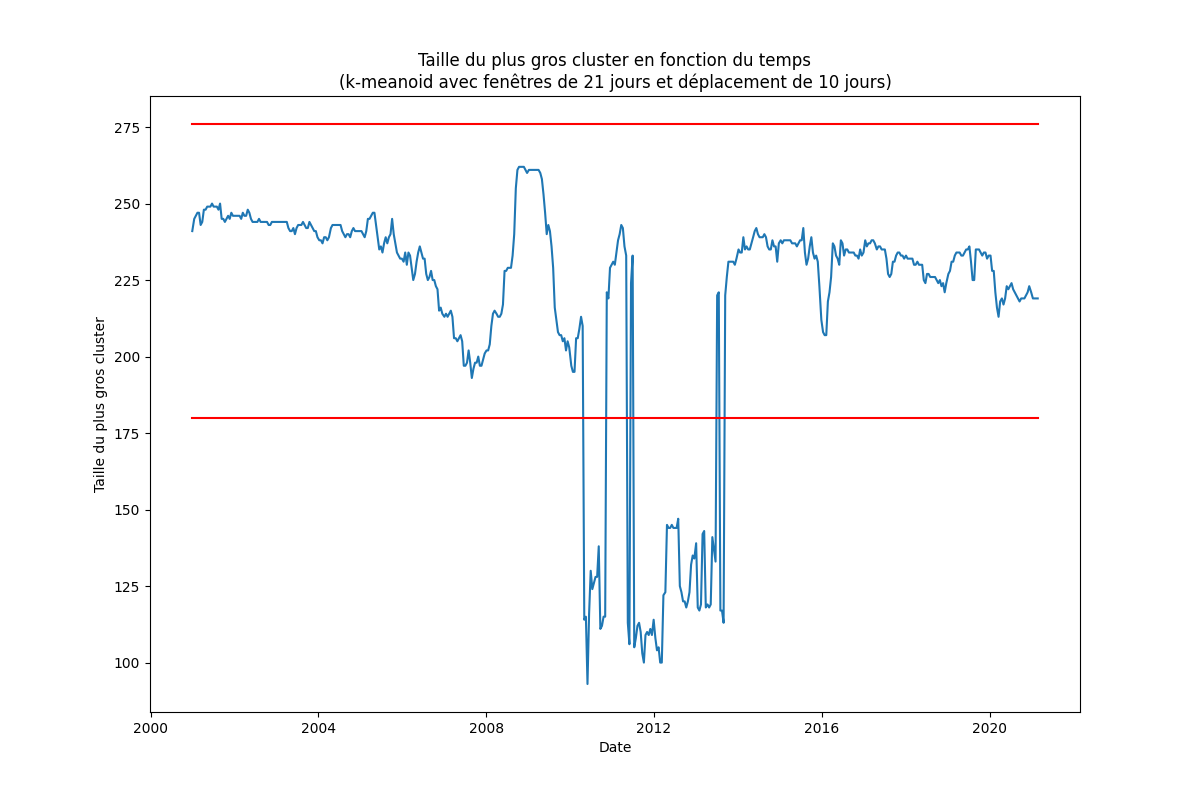 Taille du plus gros cluster en fonction du temps
(k-meanoid avec fenêtres de 21 jours et déplacement de 10 jours)
Taille du plus gros cluster
275
250
225
200
175
150
125
100
2000 2004 2008 2012 2016 2020
Date